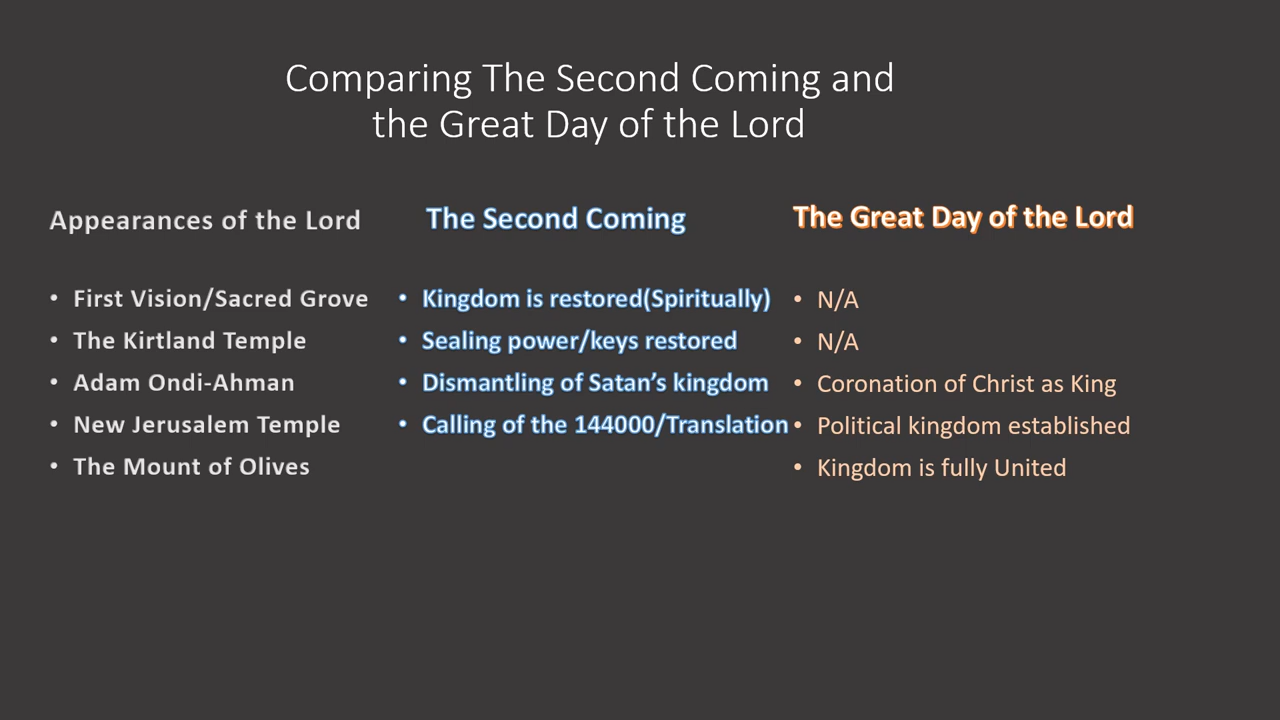 Comparing The Second Coming and
the Great Day of the Lord
Appearances of the Lord
• First Vision/Sacred Grove
• The Kirtland Temple
• Adam Ondi-Ahman
• New Jerusalem Temple
• The Mount of Olives
The Second Coming
• Kingdom is restored(Spiritually)
• Sealing power/keys restored
• Dismantling of Satan’s kingdom
• Calling of the 144000/Translation
The Great Day of the Lord
• N/A
• N/A
• Coronation of Christ as King
• Political kingdom established
• Kingdom is fully United